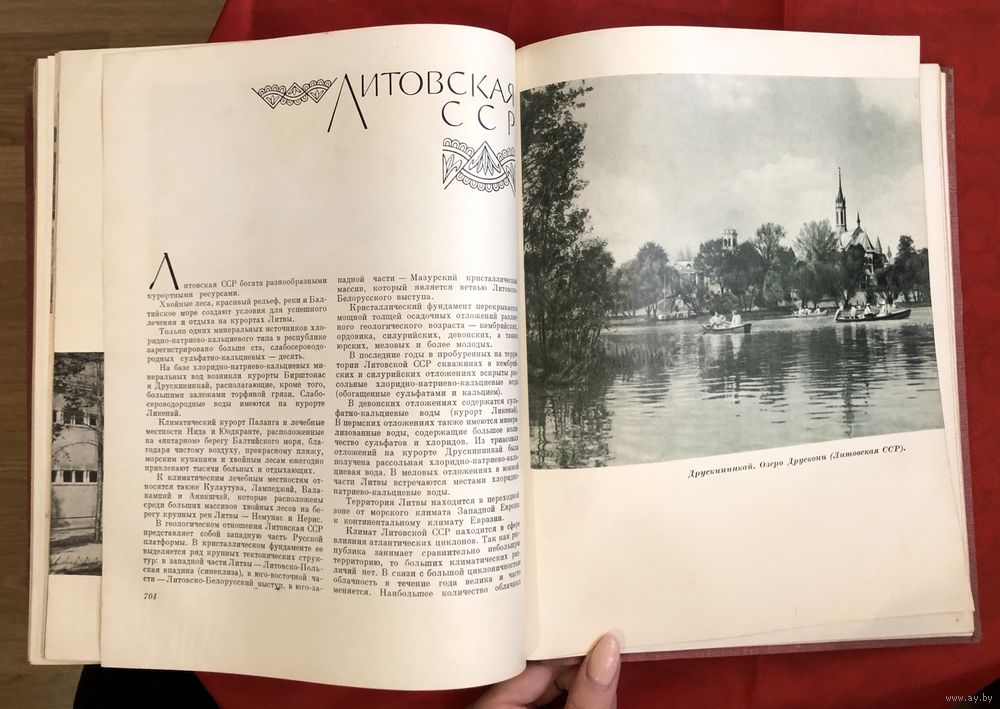 ЛИТОВСКАЯ
ССР
Литовская ССР богата разнообразными
курортными ресурсами.
Хвойные леса, красивый рельеф, реки и Бал-
тийское море создают условия для успешного
лечения и отдыха на курортах Литвы.
Только одних минеральных источников хло-
ридно-натриево-кальциевого типа в республике
зарегистрировано больше ста, слабосероводо-
родных сульфатно-кальциевых — десять.
На базе хлоридно-натриево-кальциевых ми-
неральных вод возникли курорты Бирштонас
и Друскининкай, располагающие, кроме того,
большими залежами торфяной грязи. Слабо-
сероводородные воды имеются на курорте
Ликенай.
Климатический курорт Паланга и лечебные
местности Нида и Юодкранте, расположенные
на «янтарном» берегу Балтийского моря, бла-
годаря чистому воздуху, прекрасному пляжу,
морским купаниям и хвойным лесам ежегодно
привлекают тысячи больных и отдыхающих.
К климатическим лечебным местностям от-
носятся также Кулаутува, Лампеджяй, Вала-
кампяй и Аникшчяй, которые расположены
среди больших массивов хвойных лесов на бе-
регу крупных рек Литвы — Немунас и Нерис.
В геологическом отношении Литовская ССР
представляет собой западную часть Русской
платформы. В кристаллическом фундаменте ее
выделяется ряд крупных тектонических струк-
тур: в западной части Литвы — Литовско-Поль-
ская впадина (синеклиза), в юго-восточной ча-
сти — Литовско-Белорусский выступ, в юго-за-
704
падной части — Мазурский кристаллический
массив, который является ветвью Литовско-
Белорусского выступа.
Кристаллический фундамент перекрывается
мощной толщей осадочных отложений различ-
ного геологического возраста — кембрийских,
ордовика, силурийских, девонских, а также
юрских, меловых и более молодых.
В последние годы в пробуренных на терри-
тории Литовской ССР скважинах в кембрий-
ских и силурийских отложениях вскрыты рас-
сольные хлоридно-натриево-кальциевые воды
(обогащенные сульфатами и кальцием).
В девонских отложениях содержатся суль-
фатно-кальциевые воды (курорт Ликенай).
В пермских отложениях также имеются минера-
лизованные воды, содержащие большое коли-
чество сульфатов и хлоридов. Из триасовых
отложений на курорте Друскининкай была
получена рассольная хлоридно-натриево-каль-
циевая вода. В меловых отложениях в южной
части Литвы встречаются местами хлоридно-
натриево-кальциевые воды.
Территория Литвы находится в переходной
зоне от морского климата Западной Европы
к континентальному климату Евразии.
Климат Литовской ССР находится в сфере
влияния атлантических циклонов. Так как рес-
публика занимает сравнительно небольшую
территорию, то больших климатических раз-
личий нет. В связи с большой циклоничностью
облачность в течение года велика и часто
меняется. Наибольшее количество облачных
Друскининкай. Озеро Друскони (Литовская ССР).
www.ay.by